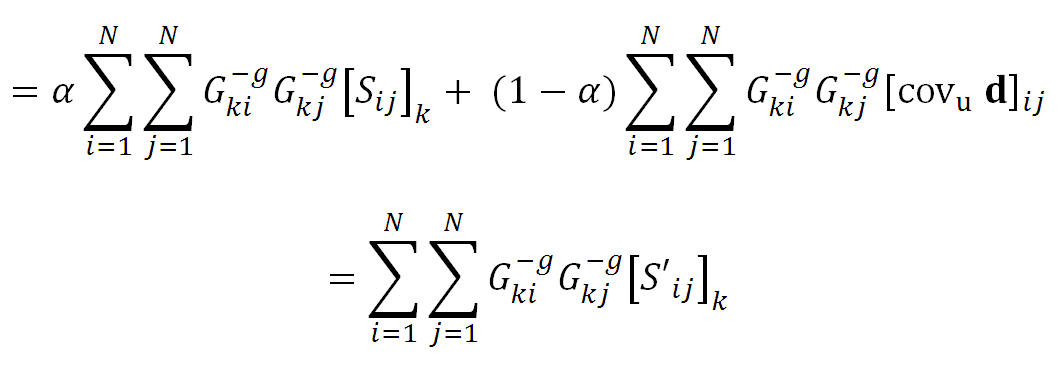 = α ∑_{i=1}^{N} ∑_{j=1}^{N} G_{ki}^{-g} G_{kj}^{-g} [S_{ij}]_k + (1 − α) ∑_{i=1}^{N} ∑_{j=1}^{N} G_{ki}^{-g} G_{kj}^{-g} [cov_u d]_{ij}
= ∑_{i=1}^{N} ∑_{j=1}^{N} G_{ki}^{-g} G_{kj}^{-g} [S′_{ij}]_k